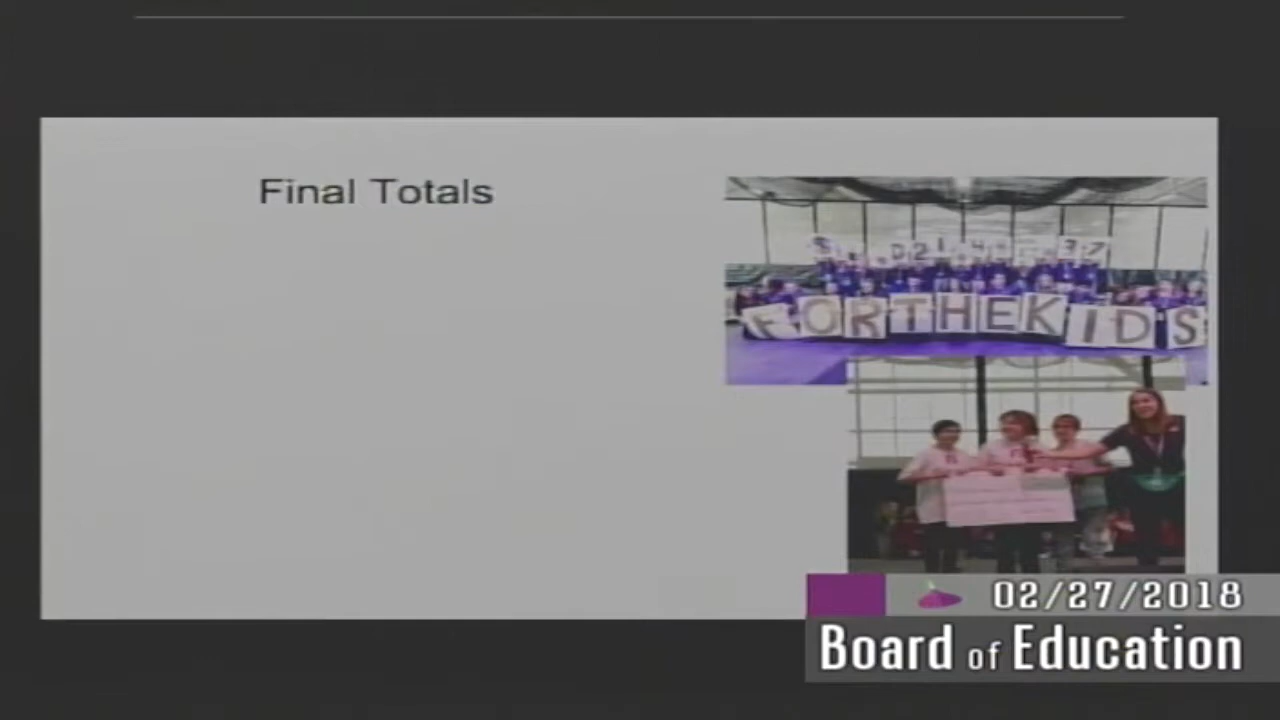 Final Totals
FORTHEKIDS
02/27/2018
Board of Education